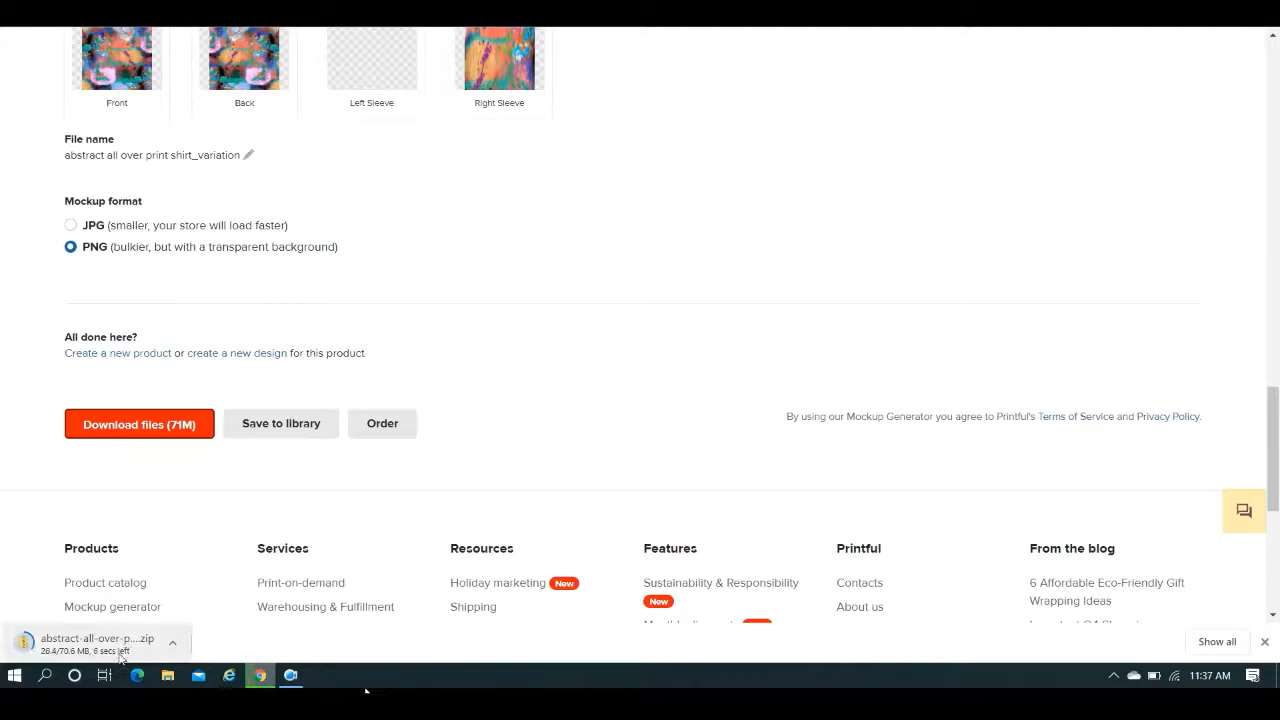 Front
Back
Left Sleeve
Right Sleeve
File name
abstract all over print shirt_variation
Mockup format
JPG (smaller, your store will load faster)
PNG (bulkier, but with a transparent background)
All done here?
Create a new product or create a new design for this product
Download files (71M)
Save to library
Order
By using our Mockup Generator you agree to Printful's Terms of Service and Privacy Policy.
Products
Services
Resources
Features
Printful
From the blog
Product catalog
Print-on-demand
Holiday marketing New
Sustainability & Responsibility
New
Contacts
6 Affordable Eco-Friendly Gift
Wrapping Ideas
Mockup generator
Warehousing & Fulfillment
Shipping
About us
abstract-all-over-p....zip
28.4/70.6 MB, 6 secs left
Show all
11:37 AM